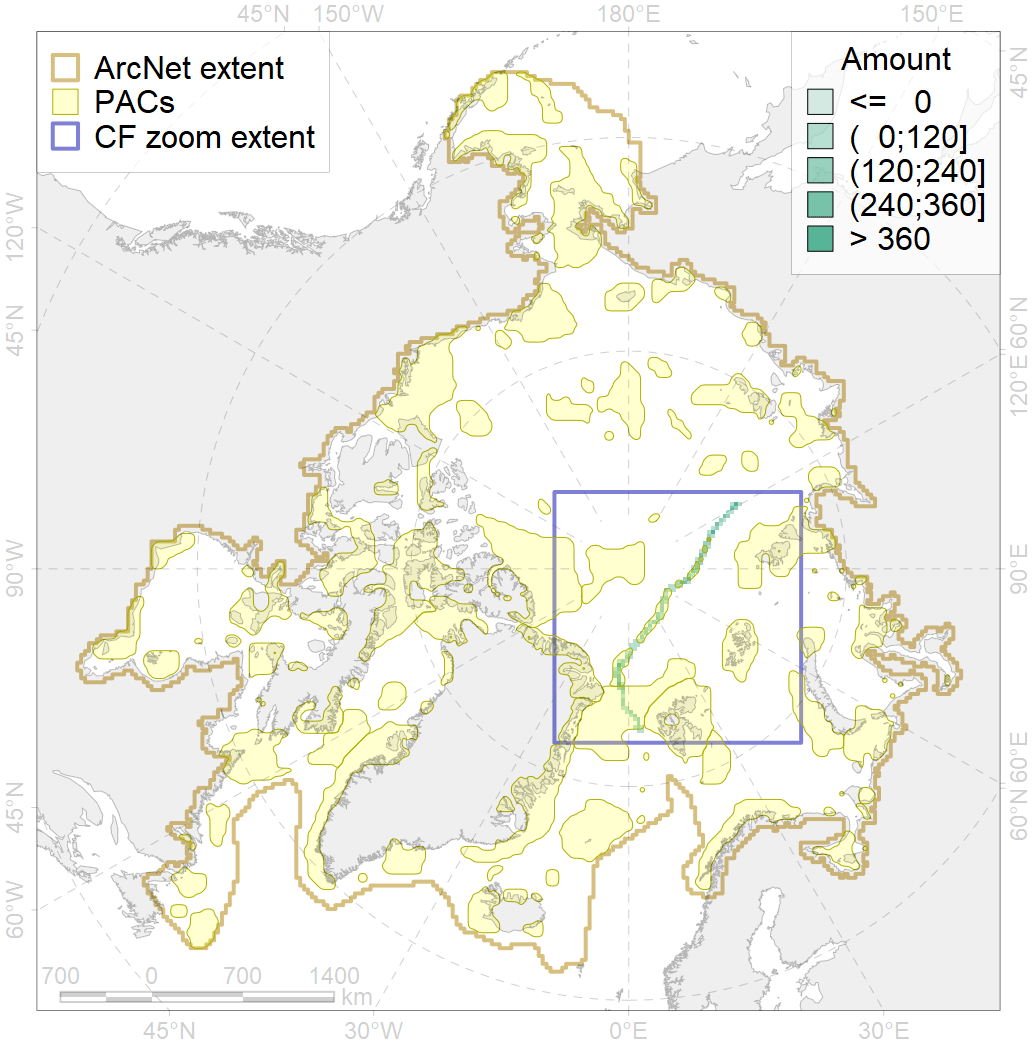 45°N 150°W 180°E 150°E
ArcNet extent
PACs
CF zoom extent
Amount
<= 0
( 0;120]
(120;240]
(240;360]
> 360
45°N
120°W
45°N
90°W
45°N
60°W
60°N
120°E
90°E
60°E
60°N
700 0 700 1400
km
45°N 30°W 0°E 30°E